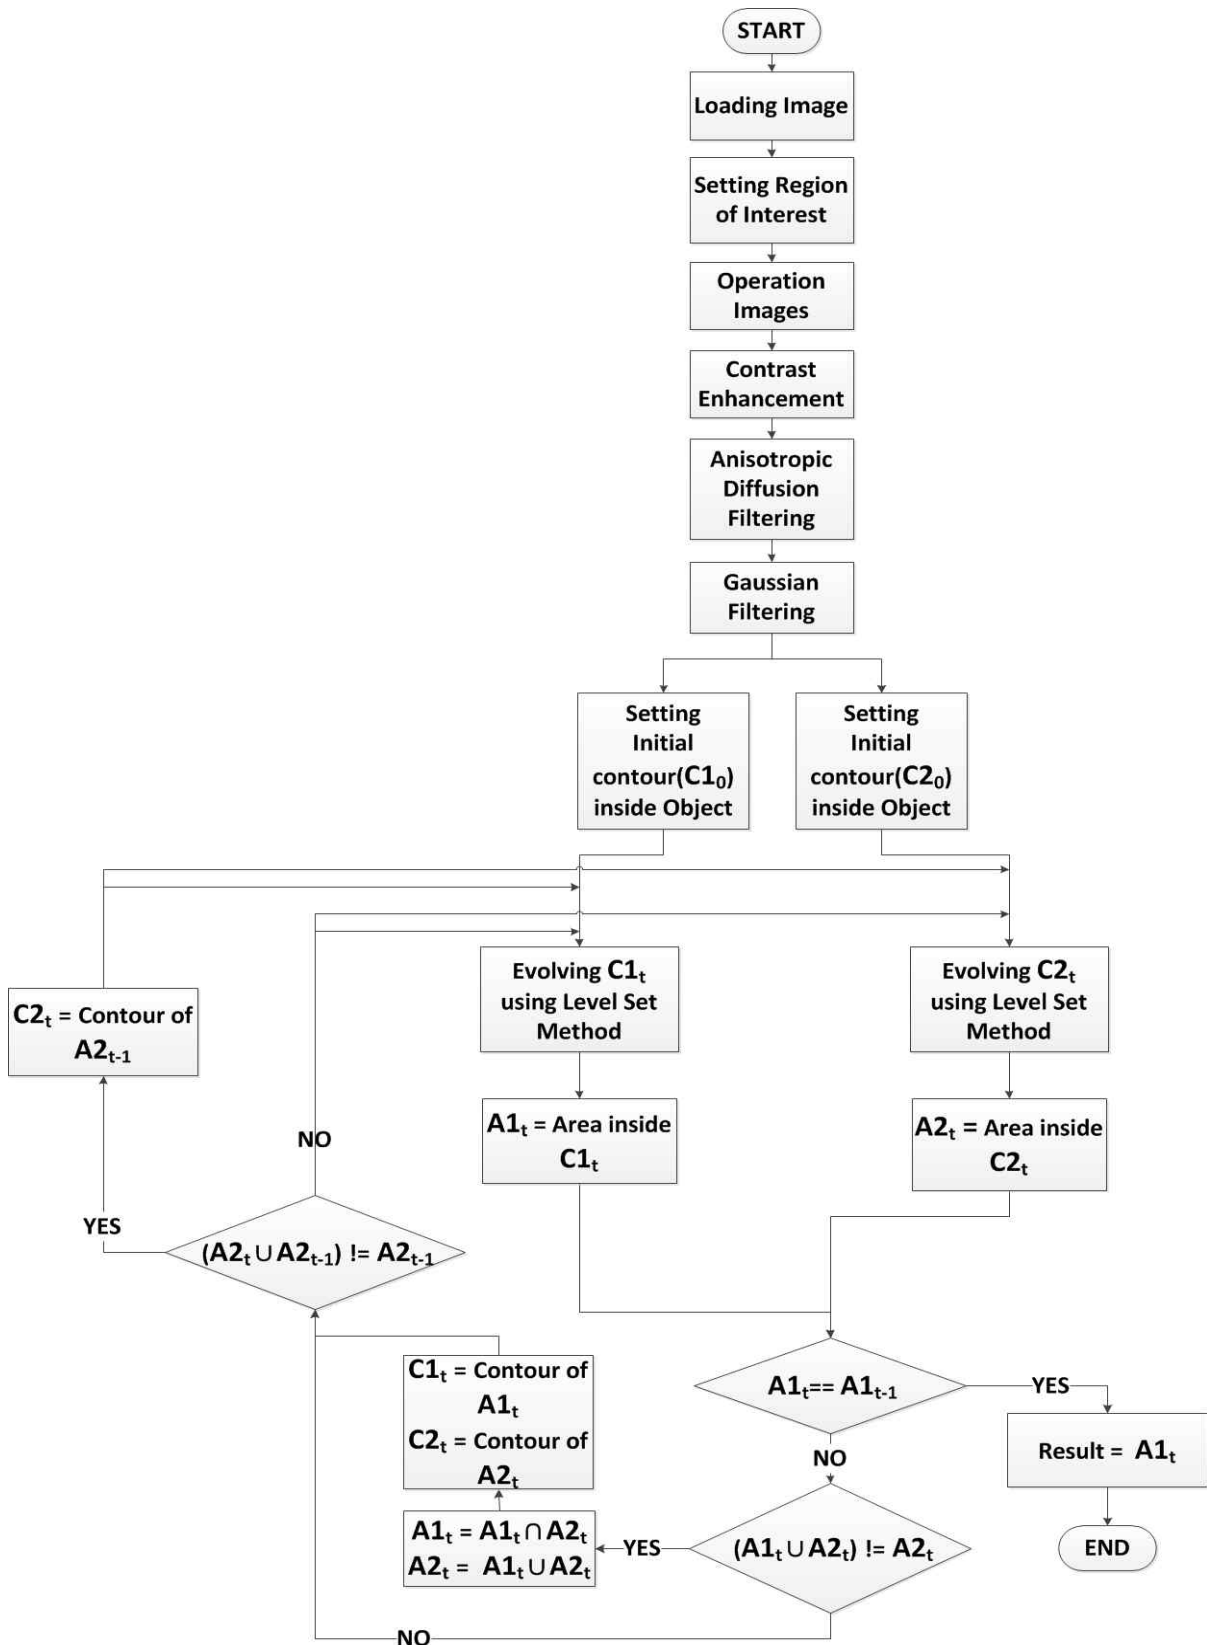 START
Loading Image
Setting Region
of Interest
Operation
Images
Contrast
Enhancement
Anisotropic
Diffusion
Filtering
Gaussian
Filtering
Setting
Initial
contour(C1₀)
inside Object
Setting
Initial
contour(C2₀)
inside Object
Evolving C1ₜ
using Level Set
Method
Evolving C2ₜ
using Level Set
Method
C2ₜ = Contour of
A2ₜ₋₁
A1ₜ = Area inside
C1ₜ
A2ₜ = Area inside
C2ₜ
NO
YES
(A2ₜ ∪ A2ₜ₋₁) != A2ₜ₋₁
C1ₜ = Contour of
A1ₜ
C2ₜ = Contour of
A2ₜ
A1ₜ== A1ₜ₋₁
YES
Result = A1ₜ
NO
A1ₜ = A1ₜ ∩ A2ₜ
A2ₜ = A1ₜ ∪ A2ₜ
YES
(A1ₜ ∪ A2ₜ) != A2ₜ
END
NO